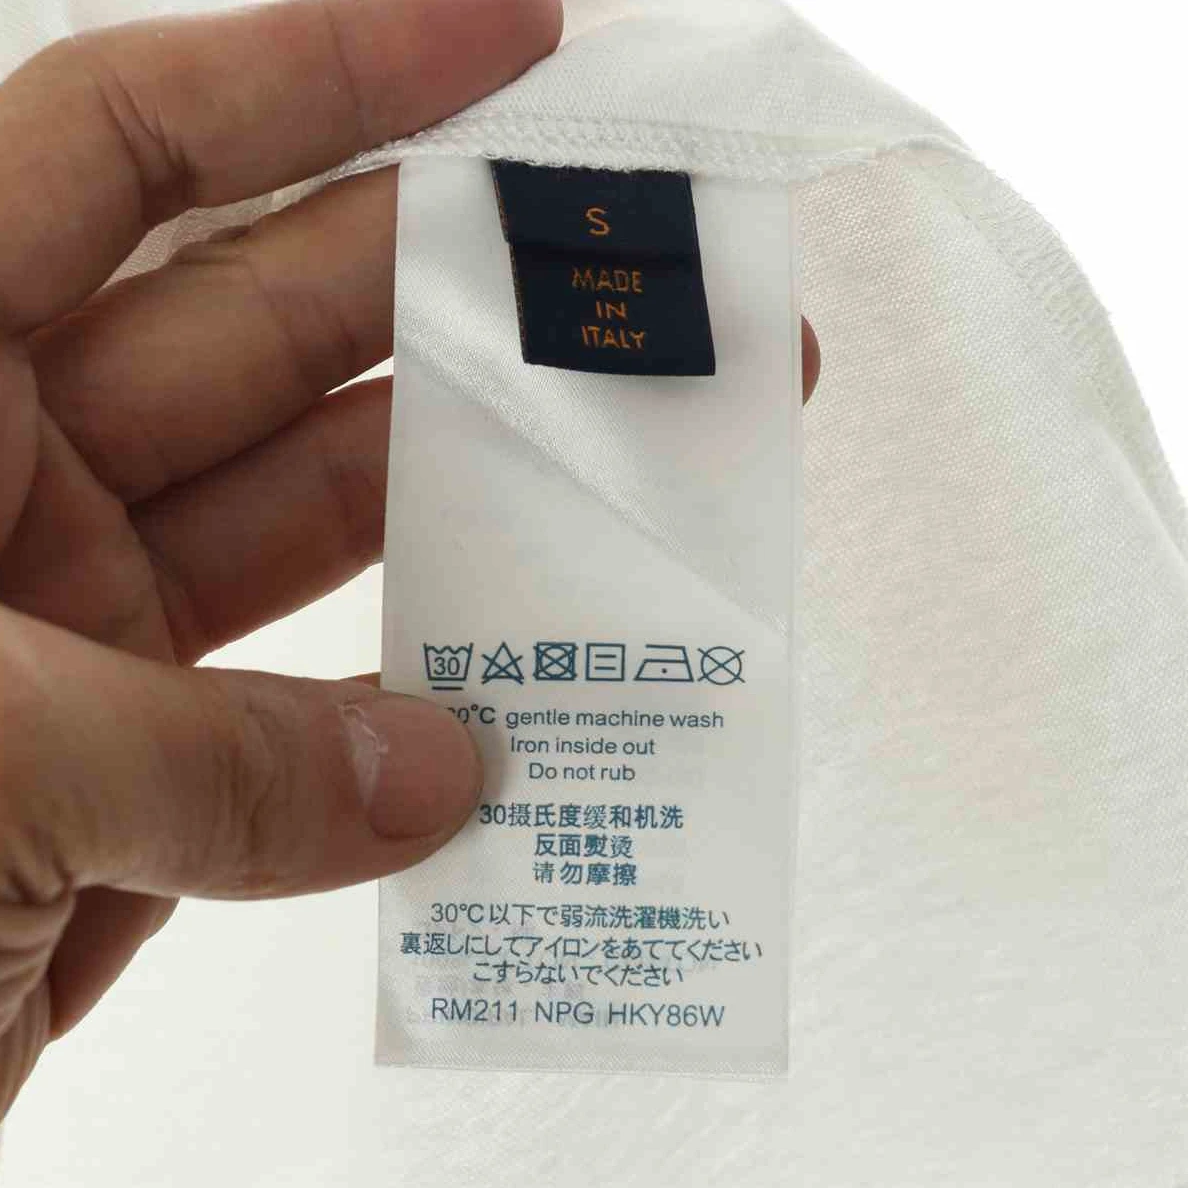 S
MADE
IN
ITALY
30
0°C gentle machine wash
Iron inside out
Do not rub
30摄氏度缓和机洗
反面熨烫
请勿摩擦
30℃以下で弱流洗濯機洗い
裏返しにしてアイロンをあててください
こすらないでください
RM211 NPG HKY86W